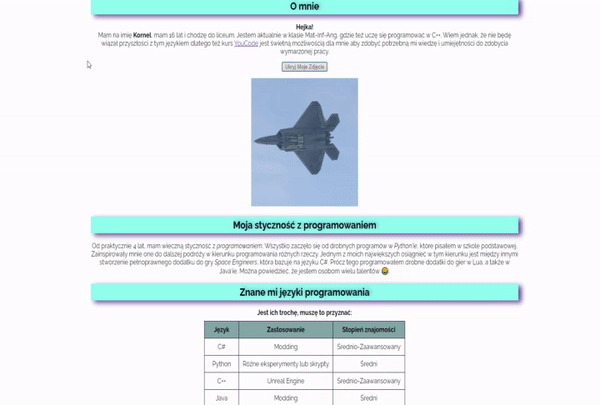 O mnie
Hejka!
Mam na imię Kornel, mam 16 lat i chodzę do liceum. Jestem aktualnie w klasie Mat-Inf-Ang, gdzie też uczę się programować w C++. Wiem jednak, że nie będę
wiązał przyszłości z tym językiem dlatego też kurs YouCode jest świetną możliwością dla mnie aby zdobyć potrzebną mi wiedzę i umiejętności do zdobycia
wymarzonej pracy.
Ukryj Moje Zdjęcie
Moja styczność z programowaniem
Od praktycznie 4 lat, mam wieczną styczność z programowaniem. Wszystko zaczęło się od drobnych programów w Python'ie, które pisałem w szkole podstawowej.
Zainspirowały mnie one do dalszej podróży w kierunku programowania różnych rzeczy. Jednym z moich największych osiągnięć w tym kierunku jest między innymi
stworzenie pełnoprawnego dodatku do gry Space Engineers, która bazuje na języku C#. Prócz tego programowałem drobne dodatki do gier w Lua, a także w
Java'ie. Można powiedzieć, że jestem osobom wielu talentów 😂
Znane mi języki programowania
Jest ich trochę, muszę to przyznać:
Język Zastosowanie Stopień znajomości
C# Modding Średnio-Zaawansowany
Python Różne eksperymenty lub skrypty Średni
C++ Unreal Engine Średnio-Zaawansowany
Java Modding Średni